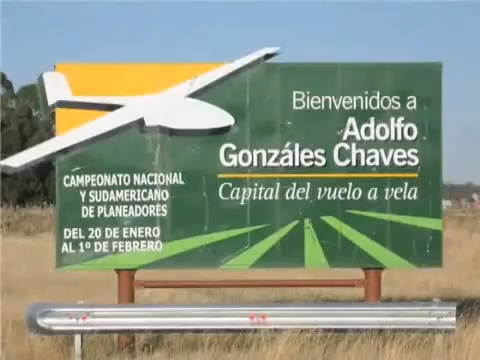 Bienvenidos a
Adolfo
Gonzáles Chaves
Capital del vuelo a vela
CAMPEONATO NACIONAL
Y SUDAMERICANO
DE PLANEADORES
DEL 20 DE ENERO
AL 1º DE FEBRERO